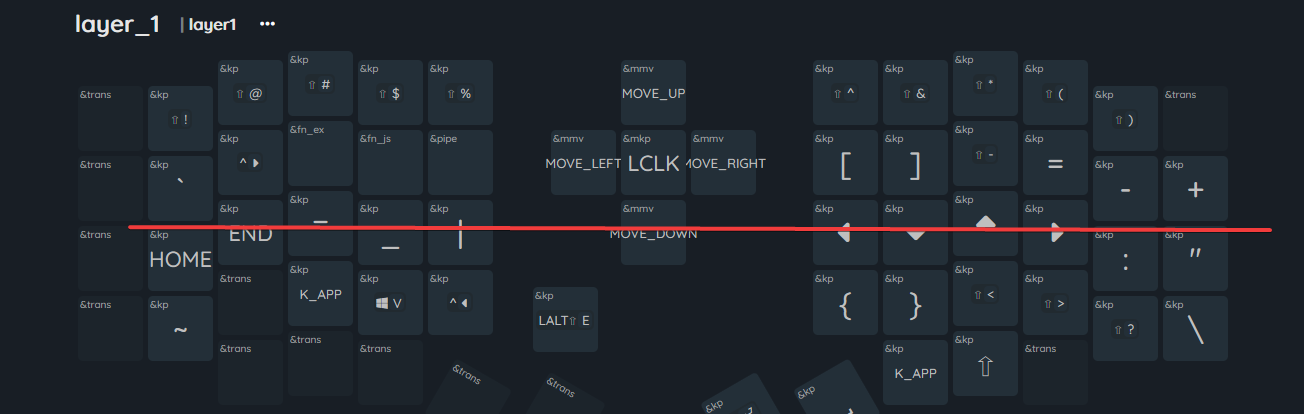 layer_1 | layer1 •••
&trans &kp ⇧ ! &kp ⇧ @ &kp ⇧ # &kp ⇧ $ &kp ⇧ % &mmv MOVE_UP &kp ⇧ ^ &kp ⇧ & &kp ⇧ * &kp ⇧ ( &kp ⇧ ) &trans
&trans &kp ` &kp ^ &fn_ex &fn_js &pipe &mmv MOVE_LEFT &mkp LCLK &mmv MOVE_RIGHT &kp [ &kp ] &kp ⇧ - &kp = &kp - &kp +
&trans &kp HOME &kp END &kp _ &kp _ &kp | &mmv MOVE_DOWN &kp &kp &kp &kp &kp : &kp "
&trans &kp ~ &trans &kp K_APP &kp V &kp ^ &kp LALT⇧ E &kp { &kp } &kp ⇧ < &kp ⇧ > &kp ⇧ ? &kp \
&trans &trans &trans &trans &trans &kp &kp &kp K_APP &kp ⇧ &trans